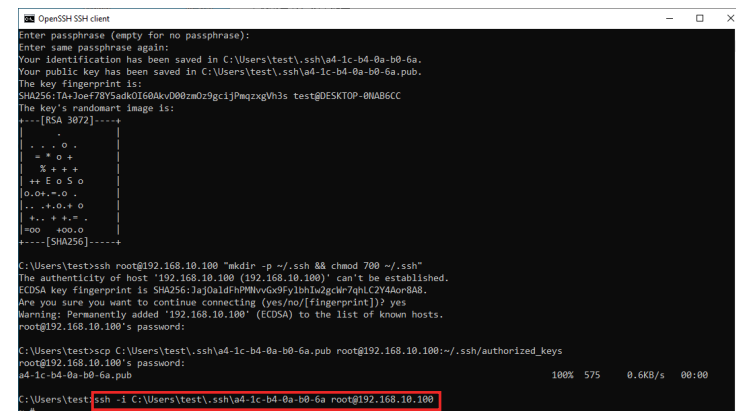 OpenSSH SSH client
Enter passphrase (empty for no passphrase):
Enter same passphrase again:
Your identification has been saved in C:\Users\test\.ssh\a4-1c-b4-0a-b0-6a.
Your public key has been saved in C:\Users\test\.ssh\a4-1c-b4-0a-b0-6a.pub.
The key fingerprint is:
SHA256:TA+Joef78Y5adkOI60AkvD00zmOz9gcijPmqzxgVh3s test@DESKTOP-0NAB6CC
The key's randomart image is:
+---[RSA 3072]----+
|      .          |
| . . . o .       |
|  = * o +        |
|   % + + +       |
| ++ E o S o      |
|o.o+.=.o .       |
|.. .+.o.+ o      |
| +.. + +.= .     |
|=oo   +oo.o      |
+----[SHA256]-----+
C:\Users\test>ssh root@192.168.10.100 "mkdir -p ~/.ssh && chmod 700 ~/.ssh"
The authenticity of host '192.168.10.100 (192.168.10.100)' can't be established.
ECDSA key fingerprint is SHA256:JajOaldFhPMNvvGx9FylbhIw2gcWr7qhLC2Y4Aor8A8.
Are you sure you want to continue connecting (yes/no/[fingerprint])? yes
Warning: Permanently added '192.168.10.100' (ECDSA) to the list of known hosts.
root@192.168.10.100's password:
C:\Users\test>scp C:\Users\test\.ssh\a4-1c-b4-0a-b0-6a.pub root@192.168.10.100:~/.ssh/authorized_keys
root@192.168.10.100's password:
a4-1c-b4-0a-b0-6a.pub 100% 575 0.6KB/s 00:00
C:\Users\test>ssh -i C:\Users\test\.ssh\a4-1c-b4-0a-b0-6a root@192.168.10.100
~ #